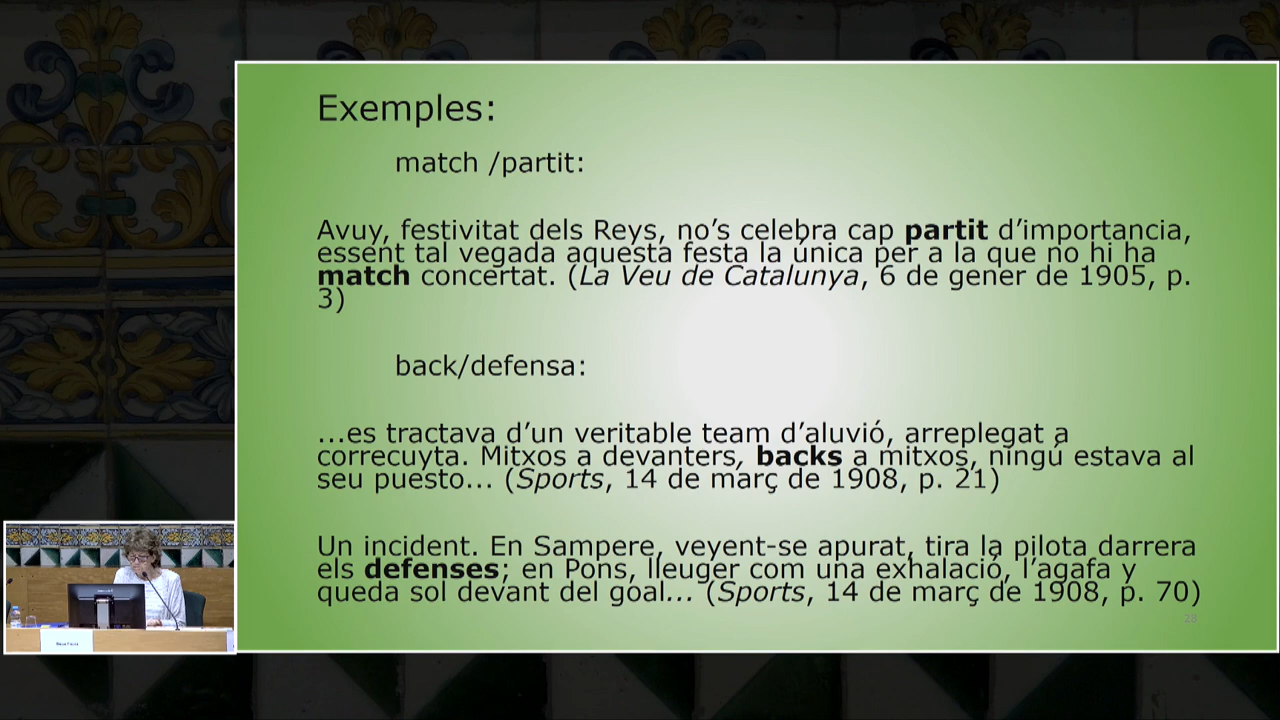 Exemples:
match /partit:
Avuy, festivitat dels Reys, no’s celebra cap partit d’importancia,
essent tal vegada aquesta festa la única per a la que no hi ha
match concertat. (La Veu de Catalunya, 6 de gener de 1905, p.
3)
back/defensa:
...es tractava d’un veritable team d’aluvió, arreplegat a
correcuyta. Mitxos a devanters, backs a mitxos, ningú estava al
seu puesto... (Sports, 14 de març de 1908, p. 21)
Un incident. En Sampere, veyent-se apurat, tira la pilota darrera
els defenses; en Pons, lleuger com una exhalació, l’agafa y
queda sol devant del goal... (Sports, 14 de març de 1908, p. 70)
28